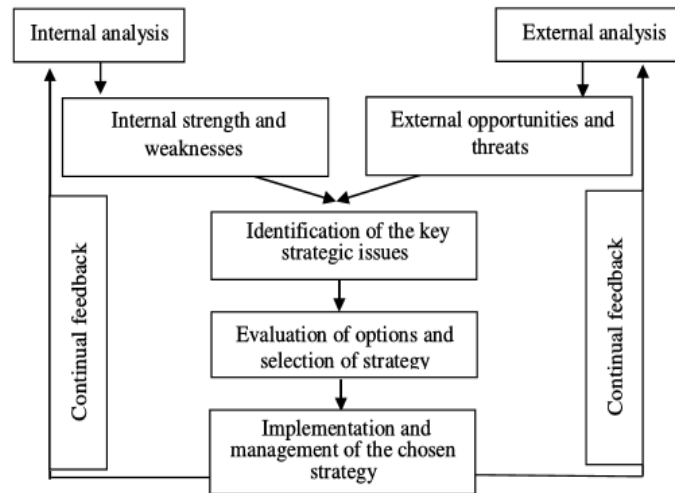 Internal analysis
External analysis
Internal strength and
weaknesses
External opportunities and
threats
Identification of the key
strategic issues
Evaluation of options and
selection of strategy
Implementation and
management of the chosen
strategy
Continual feedback
Continual feedback